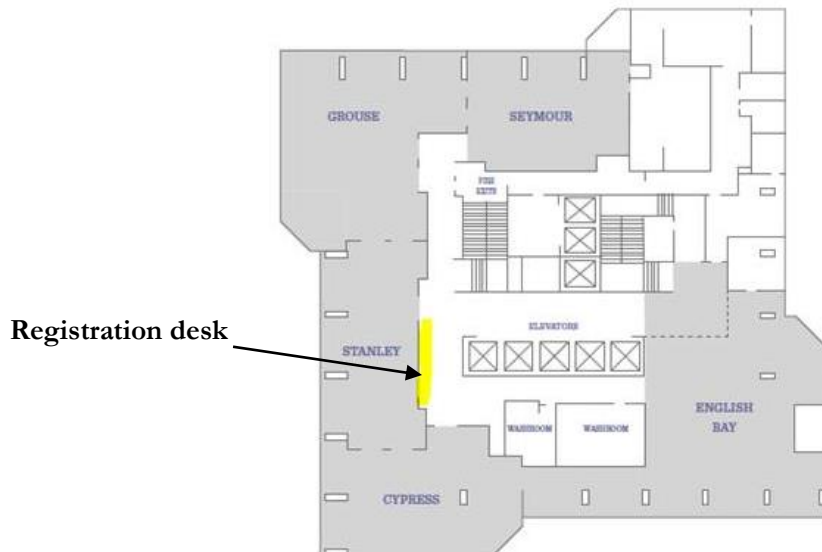 GROUSE
SEYMOUR
FIRE
EXITS
Registration desk
ELEVATORS
STANLEY
ENGLISH
BAY
WASHROOM
WASHROOM
CYPRESS